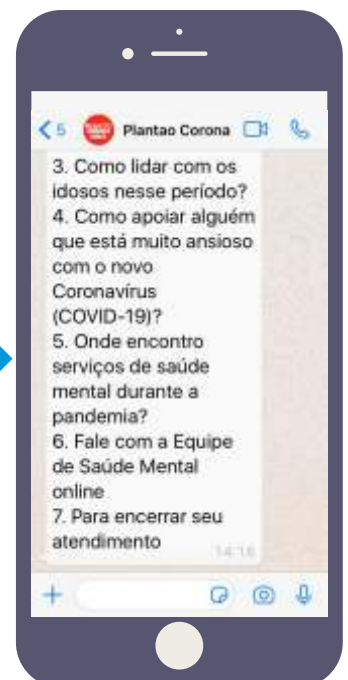 5 Plantao Corona
3. Como lidar com os
idosos nesse período?
4. Como apoiar alguém
que está muito ansioso
com o novo
Coronavírus
(COVID-19)?
5. Onde encontro
serviços de saúde
mental durante a
pandemia?
6. Fale com a Equipe
de Saúde Mental
online
7. Para encerrar seu
atendimento